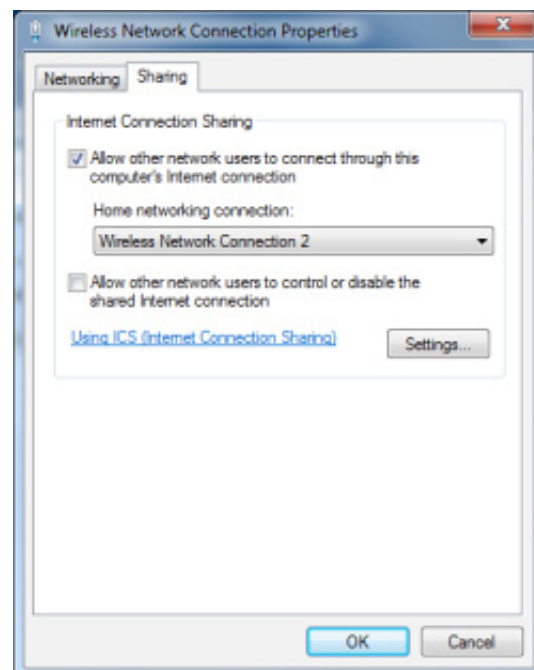 Wireless Network Connection Properties
Networking
Sharing
Internet Connection Sharing
Allow other network users to connect through this
computer's Internet connection
Home networking connection:
Wireless Network Connection 2
Allow other network users to control or disable the
shared Internet connection
Using ICS (Internet Connection Sharing)
Settings...
OK
Cancel